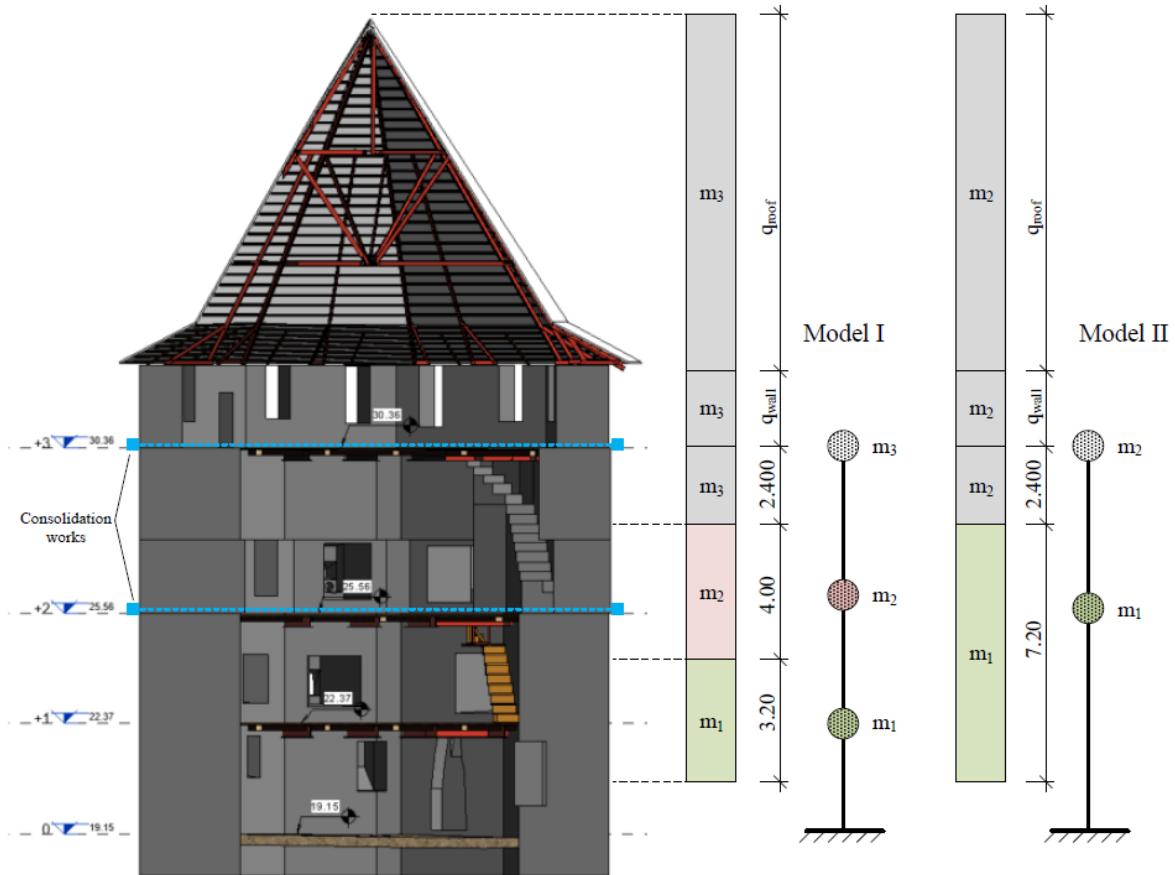 m3
qroof
m2
qroof
Model I
Model II
m3
qwall
m2
qwall
30.36
+3 30.36
m3
m2
m3
2.400
m2
2.400
Consolidation
works
25.56
m2
4.00
m2
m1
7.20
m1
+2 25.56
22.37
m1
3.20
m1
+1 22.37
19.15
0 19.15